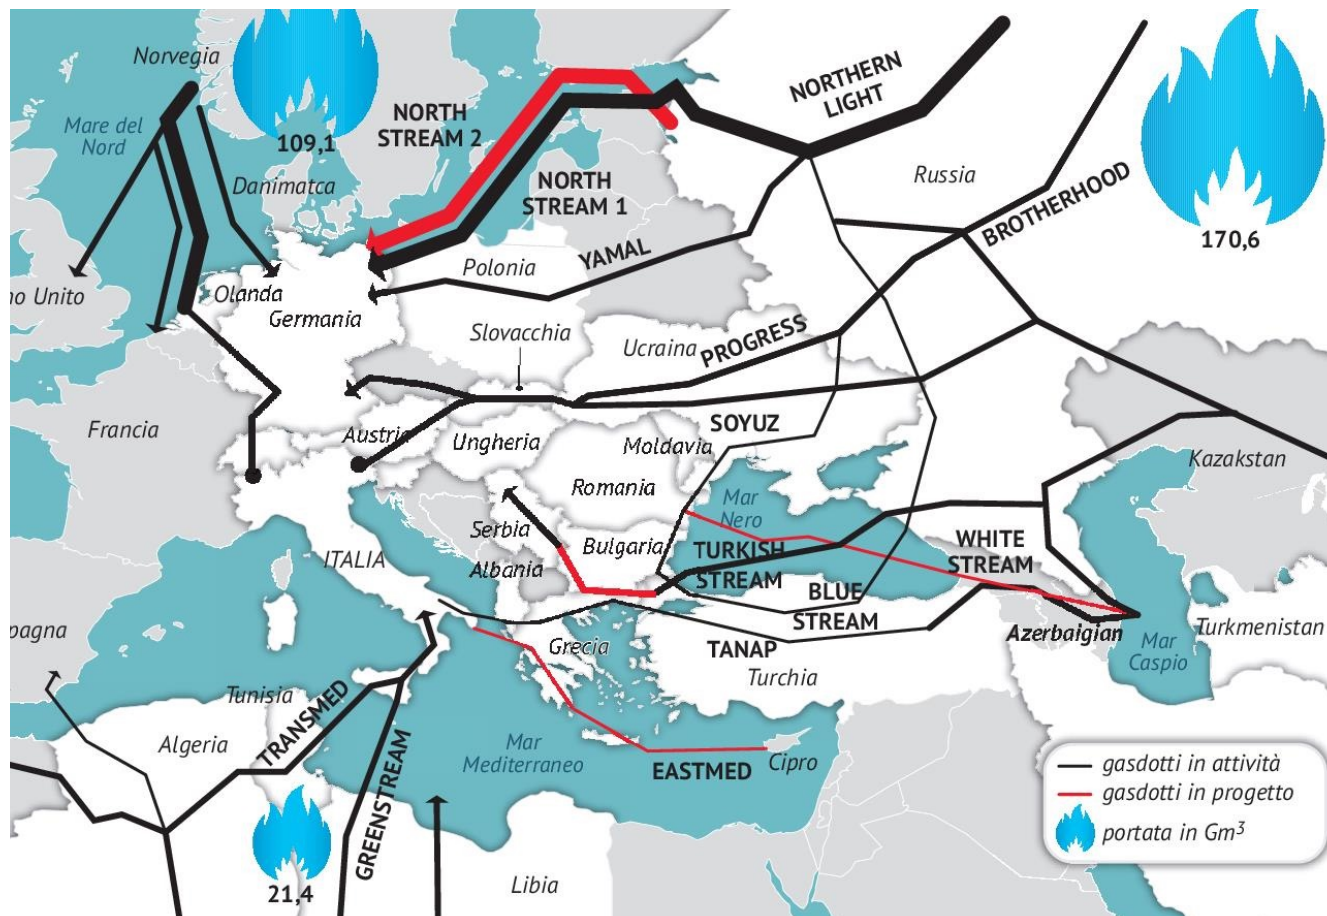 Norvegia
109,1
Mare del
Nord
Danimatca
NORTH
STREAM 2
NORTH
STREAM 1
NORTHERN
LIGHT
Russia
BROTHERHOOD
170,6
no Unito
Olanda
Germania
Polonia
YAMAL
Slovacchia
Ucraina
PROGRESS
Francia
Austria
Ungheria
Moldavia
SOYUZ
Romania
Mar
Nero
Kazakstan
Serbia
Bulgaria
TURKISH
STREAM
WHITE
STREAM
ITALIA
Albania
BLUE
STREAM
Azerbaigian
Mar
Caspio
Turkmenistan
pagna
Grecia
TANAP
Turchia
Tunisia
TRANSMED
Algeria
GREENSTREAM
Mar
Mediterraneo
EASTMED
Cipro
gasdotti in attività
gasdotti in progetto
portata in Gm³
21,4
Libia